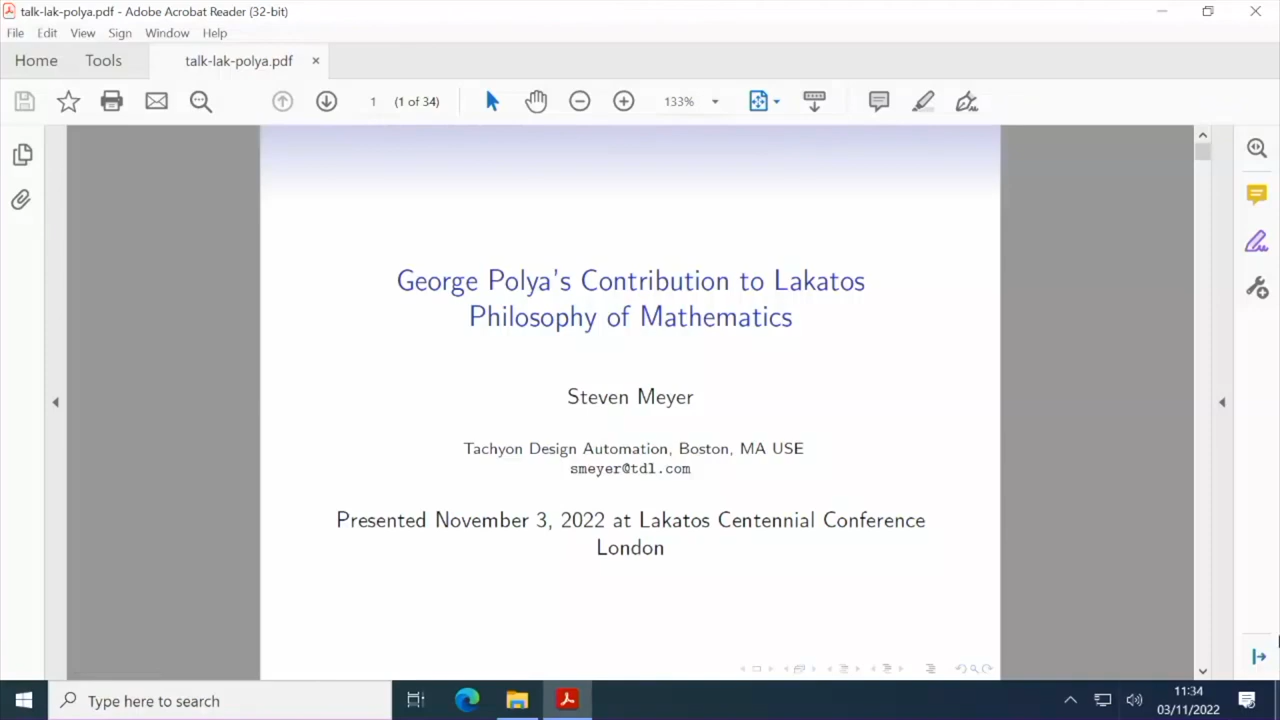 talk-lak-polya.pdf - Adobe Acrobat Reader (32-bit)
File Edit View Sign Window Help
Home Tools talk-lak-polya.pdf ×
1 (1 of 34) 133%
George Polya's Contribution to Lakatos
Philosophy of Mathematics
Steven Meyer
Tachyon Design Automation, Boston, MA USE
smeyer@tdl.com
Presented November 3, 2022 at Lakatos Centennial Conference
London
Type here to search
11:34
03/11/2022